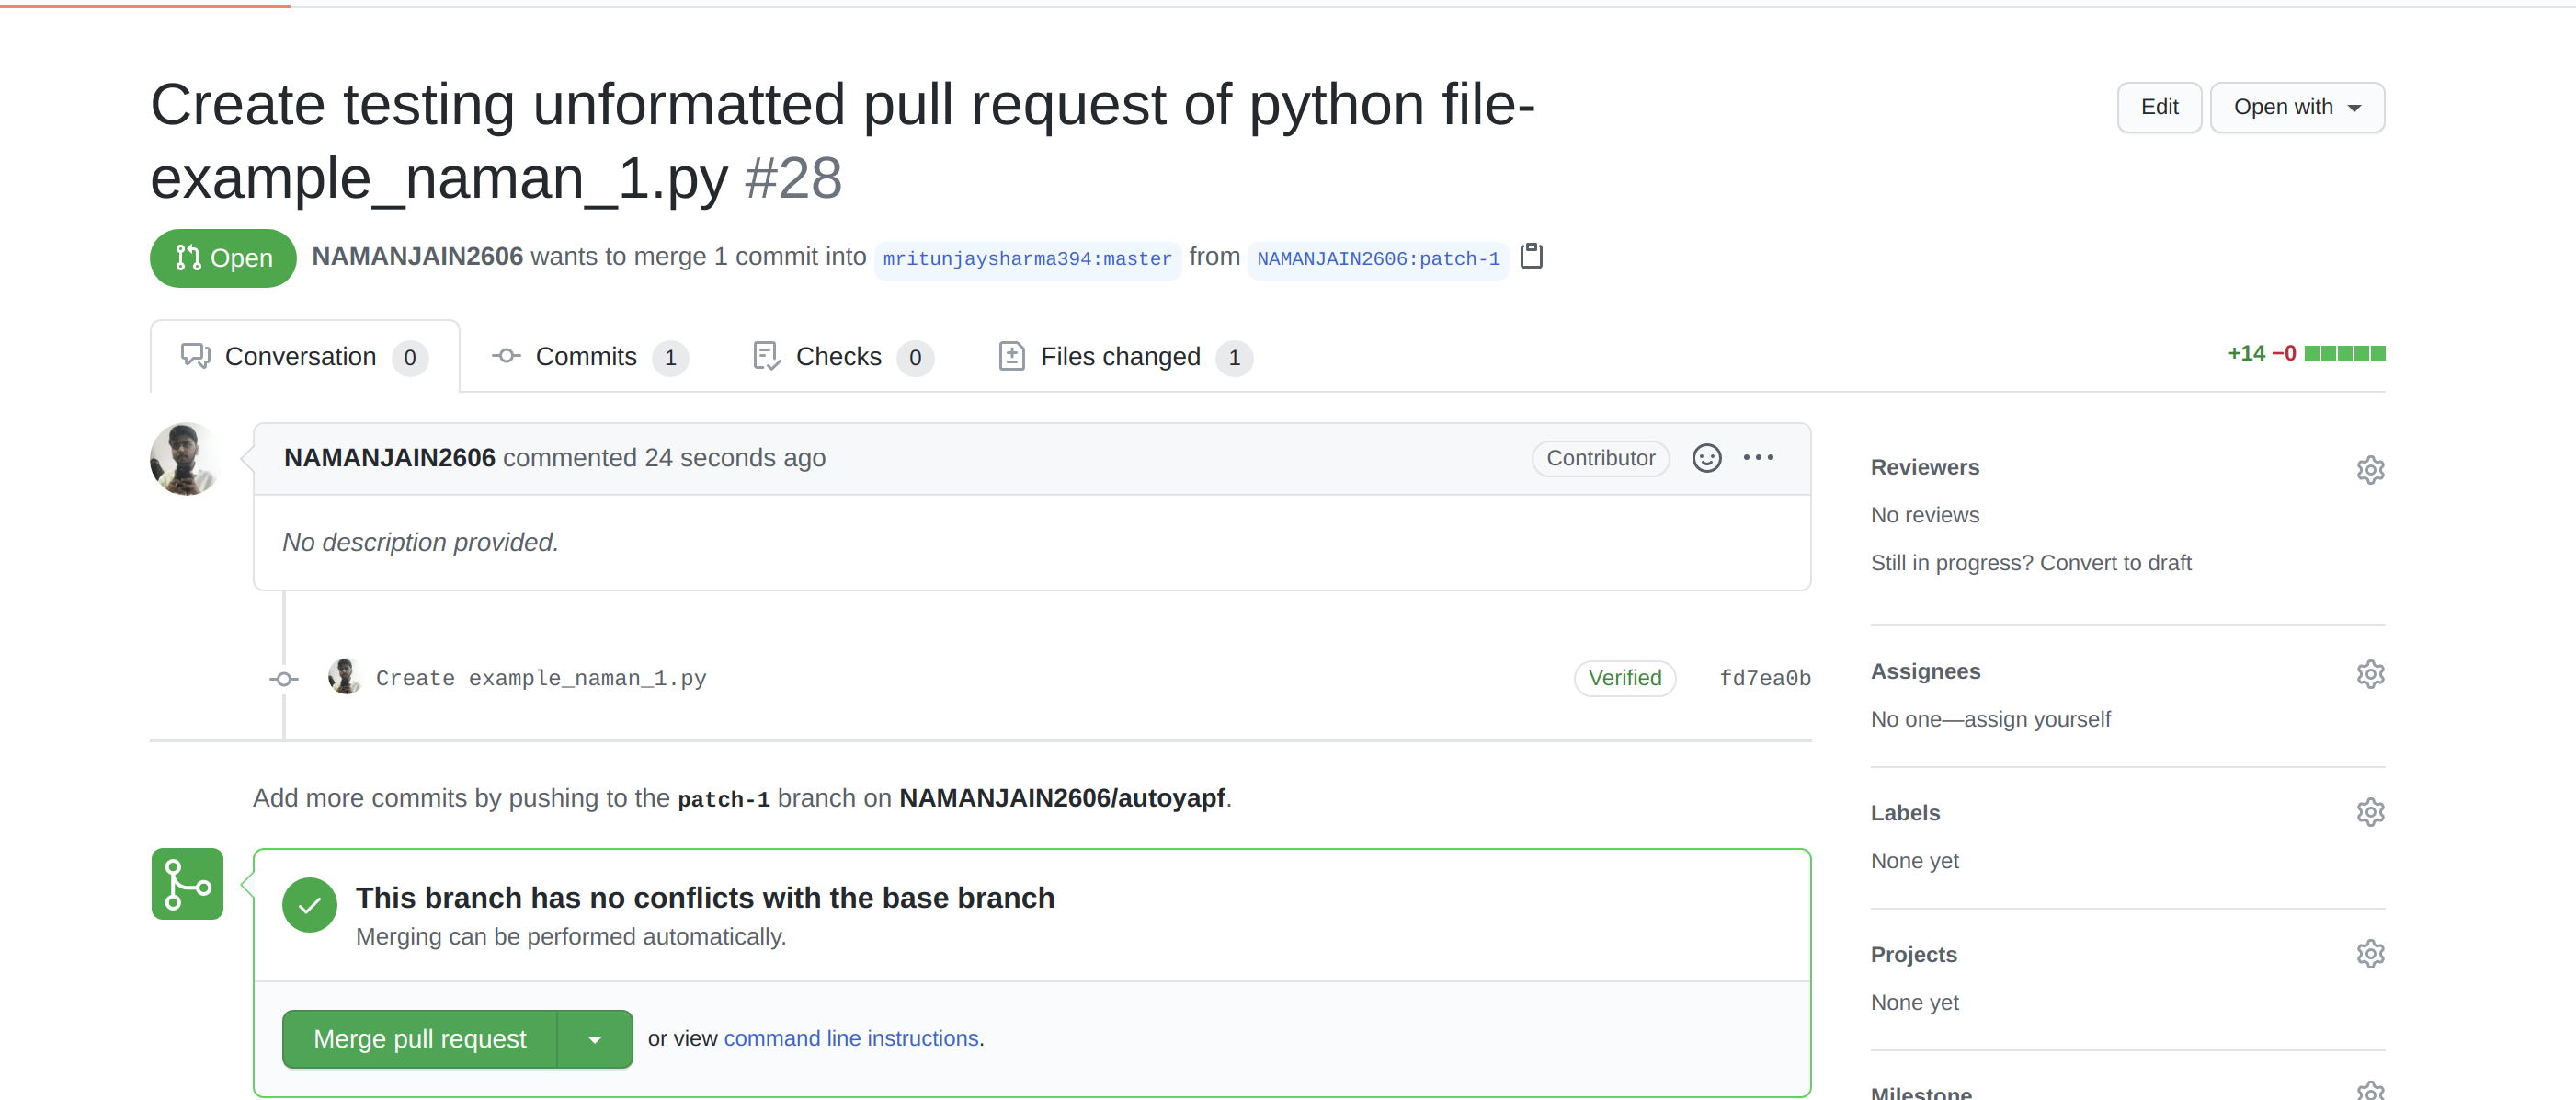 Create testing unformatted pull request of python file-
example_naman_1.py #28
Edit
Open with
Open
NAMANJAIN2606 wants to merge 1 commit into mritunjaysharma394:master from NAMANJAIN2606:patch-1
Conversation 0
Commits 1
Checks 0
Files changed 1
+14 −0
NAMANJAIN2606 commented 24 seconds ago
Contributor
No description provided.
Create example_naman_1.py
Verified
fd7ea0b
Add more commits by pushing to the patch-1 branch on NAMANJAIN2606/autoyapf.
This branch has no conflicts with the base branch
Merging can be performed automatically.
Merge pull request
or view command line instructions.
Reviewers
No reviews
Still in progress? Convert to draft
Assignees
No one—assign yourself
Labels
None yet
Projects
None yet
Milestone